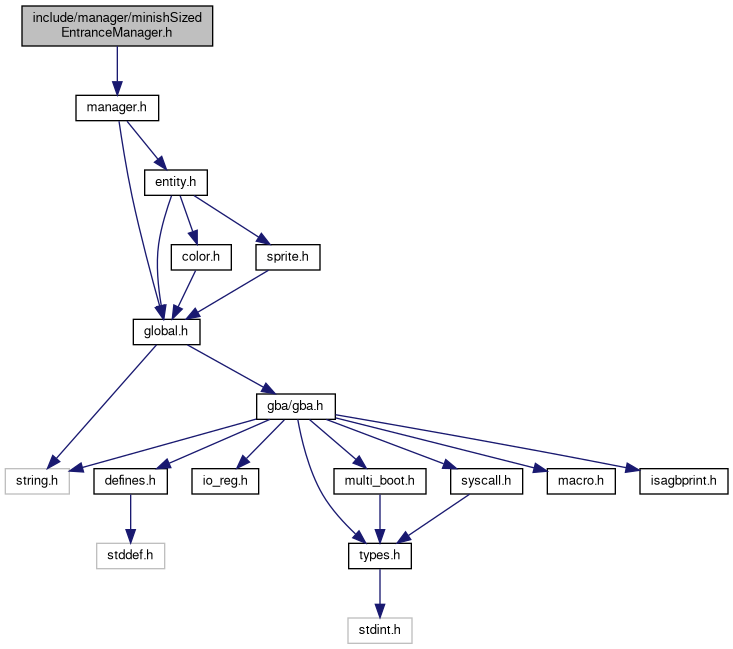 include/manager/minishSized
EntranceManager.h
manager.h
entity.h
color.h
sprite.h
global.h
gba/gba.h
string.h
defines.h
io_reg.h
multi_boot.h
syscall.h
macro.h
isagbprint.h
stddef.h
types.h
stdint.h